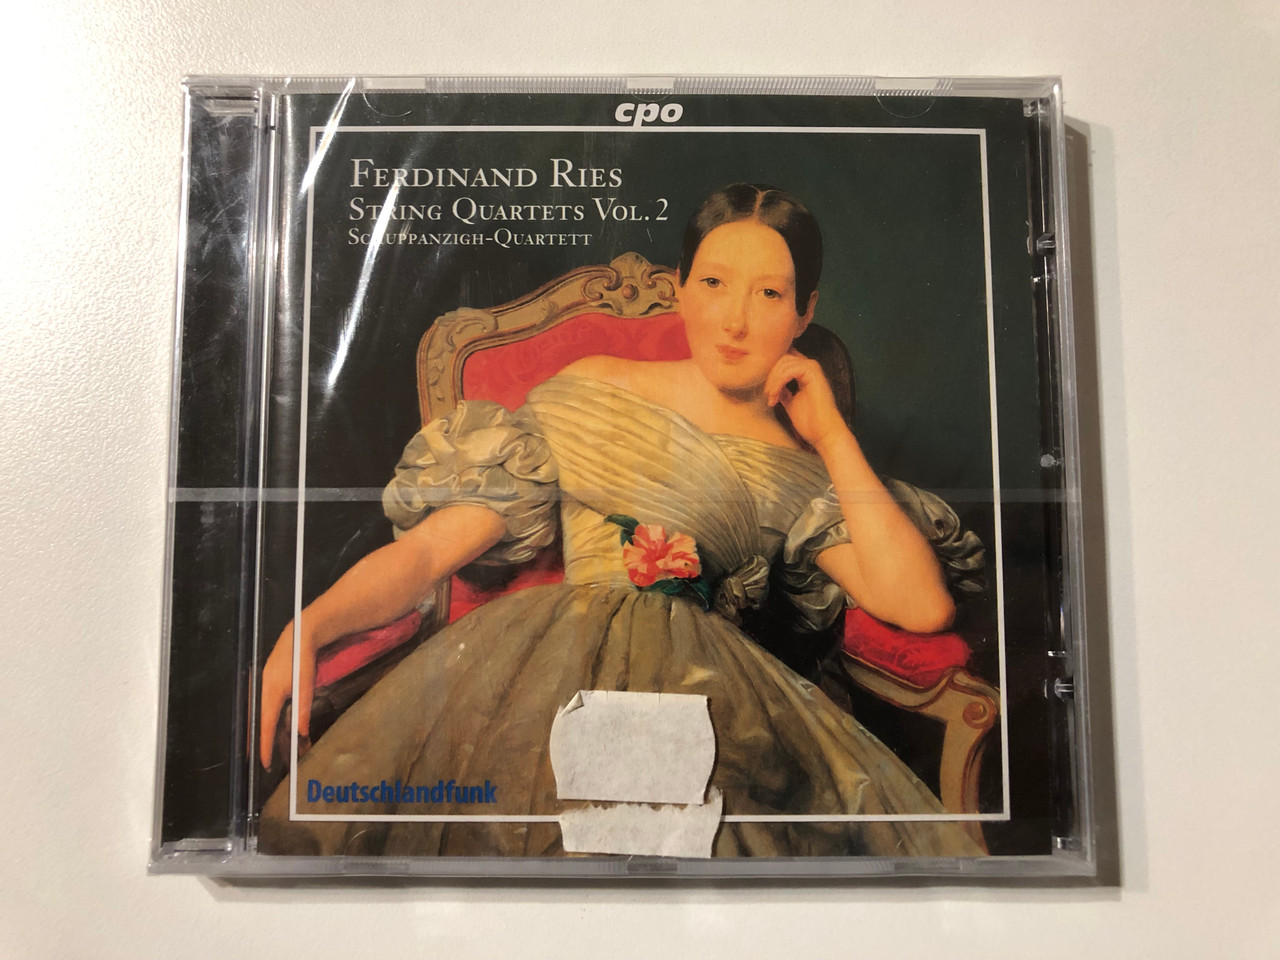 cpo
FERDINAND RIES
STRING QUARTETS VOL. 2
SCHUPPANZIGH-QUARTETT
Deutschlandfunk